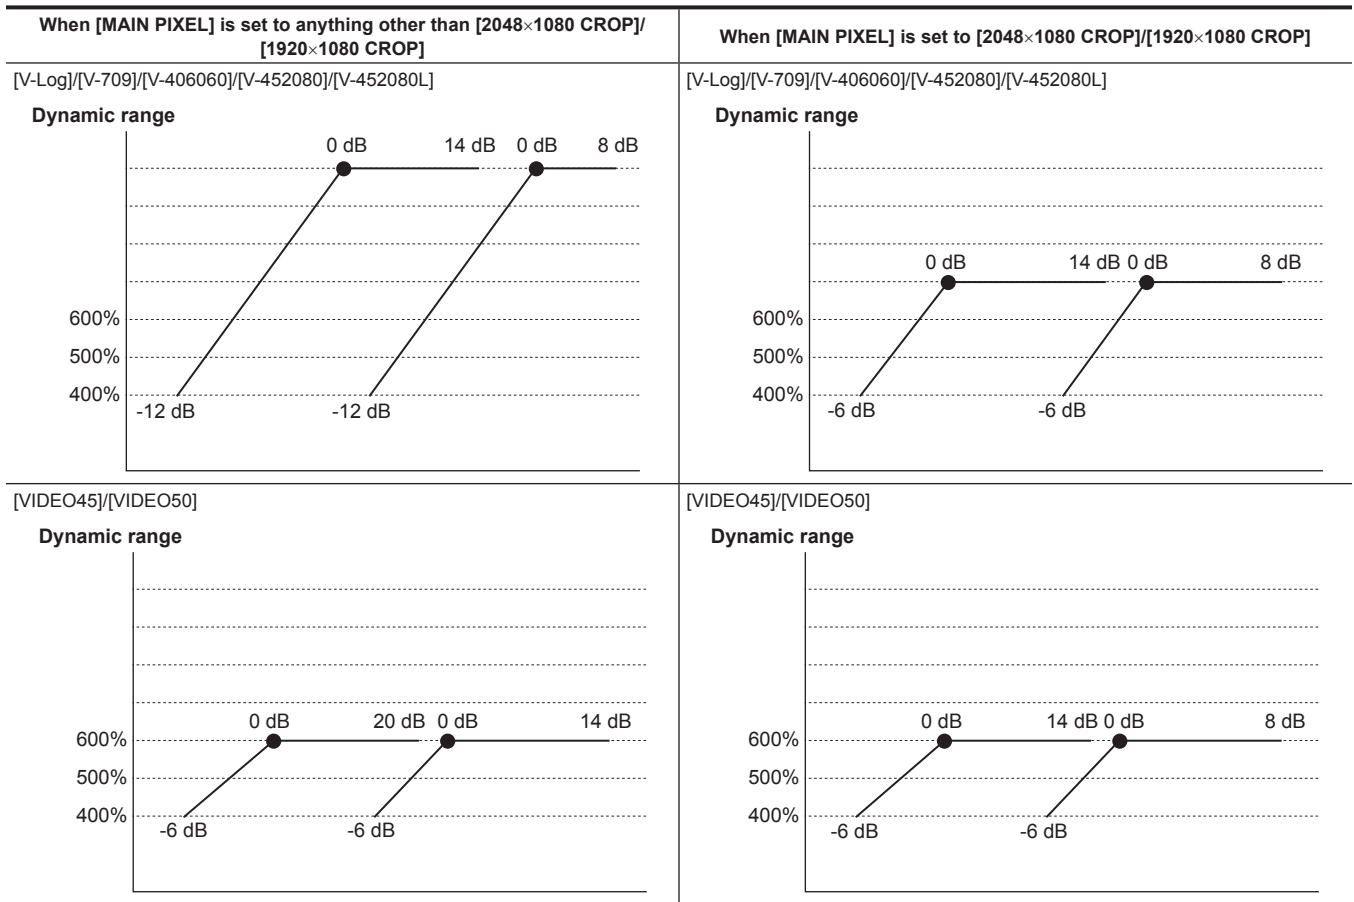 When [MAIN PIXEL] is set to anything other than [2048×1080 CROP]/
[1920×1080 CROP]
When [MAIN PIXEL] is set to [2048×1080 CROP]/[1920×1080 CROP]
[V-Log]/[V-709]/[V-406060]/[V-452080]/[V-452080L]
Dynamic range
0 dB 14 dB 0 dB 8 dB
600%
500%
400%
-12 dB -12 dB
[V-Log]/[V-709]/[V-406060]/[V-452080]/[V-452080L]
Dynamic range
0 dB 14 dB 0 dB 8 dB
600%
500%
400%
-6 dB -6 dB
[VIDEO45]/[VIDEO50]
Dynamic range
0 dB 20 dB 0 dB 14 dB
600%
500%
400%
-6 dB -6 dB
[VIDEO45]/[VIDEO50]
Dynamic range
0 dB 14 dB 0 dB 8 dB
600%
500%
400%
-6 dB -6 dB